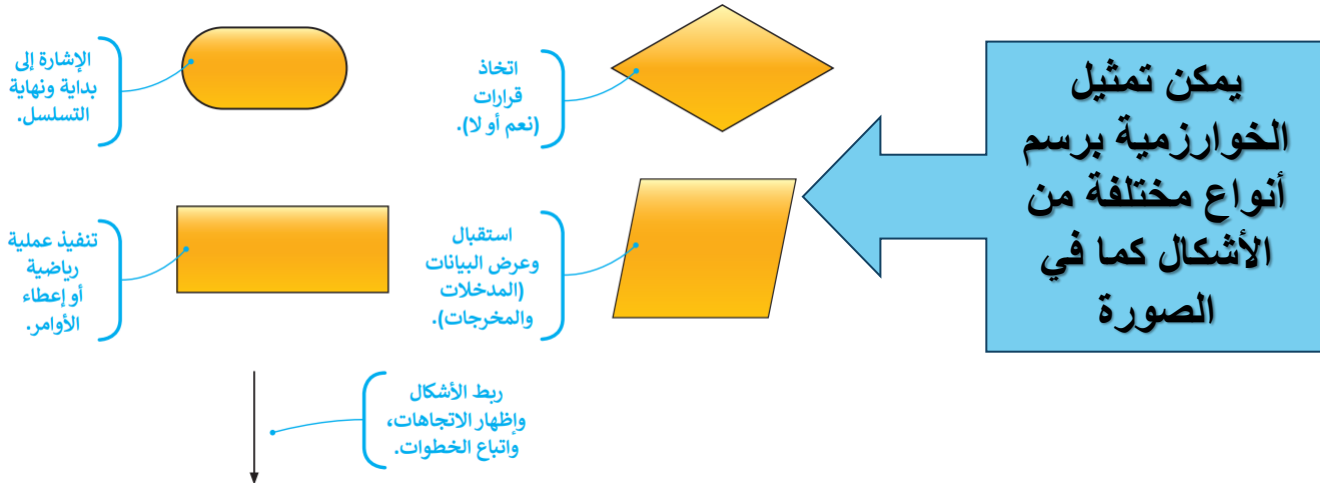 يمكن تمثيل
الخوارزمية برسم
أنواع مختلفة من
الأشكال كما في
الصورة
اتخاذ
قرارات
(نعم أو لا).
الإشارة إلى
بداية ونهاية
التسلسل.
استقبال
وعرض البيانات
(المدخلات
والمخرجات).
تنفيذ عملية
رياضية
أو إعطاء
الأوامر.
ربط الأشكال
وإظهار الاتجاهات،
واتباع الخطوات.